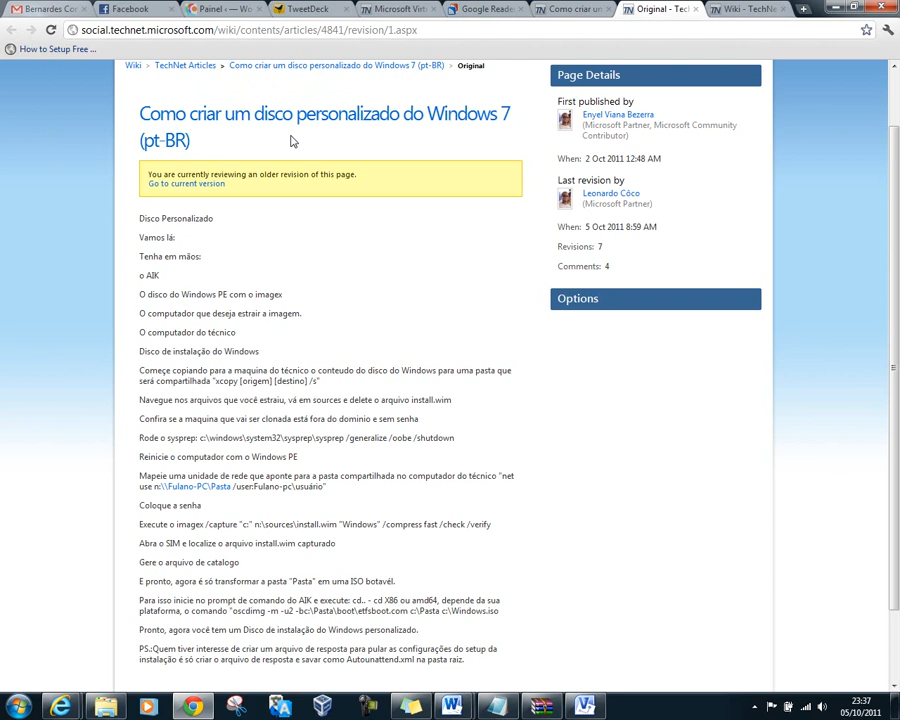 Bernardes Co
Facebook
Painel ‹ — Wo
TweetDeck
Microsoft Virt
Google Reade
Como criar um
Original - Tec
Wiki - TechNe
social.technet.microsoft.com/wiki/contents/articles/4841/revision/1.aspx
How to Setup Free ...
Wiki > TechNet Articles > Como criar um disco personalizado do Windows 7 (pt-BR) > Original
Como criar um disco personalizado do Windows 7
(pt-BR)
You are currently reviewing an older revision of this page.
Go to current version
Disco Personalizado
Vamos lá:
Tenha em mãos:
o AIK
O disco do Windows PE com o imagex
O computador que deseja estrair a imagem.
O computador do técnico
Disco de instalação do Windows
Começe copiando para a maquina do técnico o conteudo do disco do Windows para uma pasta que
será compartilhada "xcopy [origem] [destino] /s"
Navegue nos arquivos que você estraiu, vá em sources e delete o arquivo install.wim
Confira se a maquina que vai ser clonada está fora do dominio e sem senha
Rode o sysprep: c:\windows\system32\sysprep\sysprep /generalize /oobe /shutdown
Reinicie o computador com o Windows PE
Mapeie uma unidade de rede que aponte para a pasta compartilhada no computador do técnico "net
use n:\\Fulano-PC\Pasta /user:Fulano-pc\usuário"
Coloque a senha
Execute o imagex /capture "c:" n:\sources\install.wim "Windows" /compress fast /check /verify
Abra o SIM e localize o arquivo install.wim capturado
Gere o arquivo de catalogo
E pronto, agora é só transformar a pasta "Pasta" em uma ISO botavél.
Para isso inicie no prompt de comando do AIK e execute: cd.. - cd X86 ou amd64, depende da sua
plataforma, o comando "oscdimg -m -u2 -bc:\Pasta\boot\etfsboot.com c:\Pasta c:\Windows.iso
Pronto, agora você tem um Disco de instalação do Windows personalizado.
PS.:Quem tiver interesse de criar um arquivo de resposta para pular as configurações do setup da
instalação é só criar o arquivo de resposta e savar como Autounattend.xml na pasta raiz.
Page Details
First published by
Enyel Viana Bezerra
(Microsoft Partner, Microsoft Community
Contributor)
When: 2 Oct 2011 12:48 AM
Last revision by
Leonardo Côco
(Microsoft Partner)
When: 5 Oct 2011 8:59 AM
Revisions: 7
Comments: 4
Options
23:37
05/10/2011